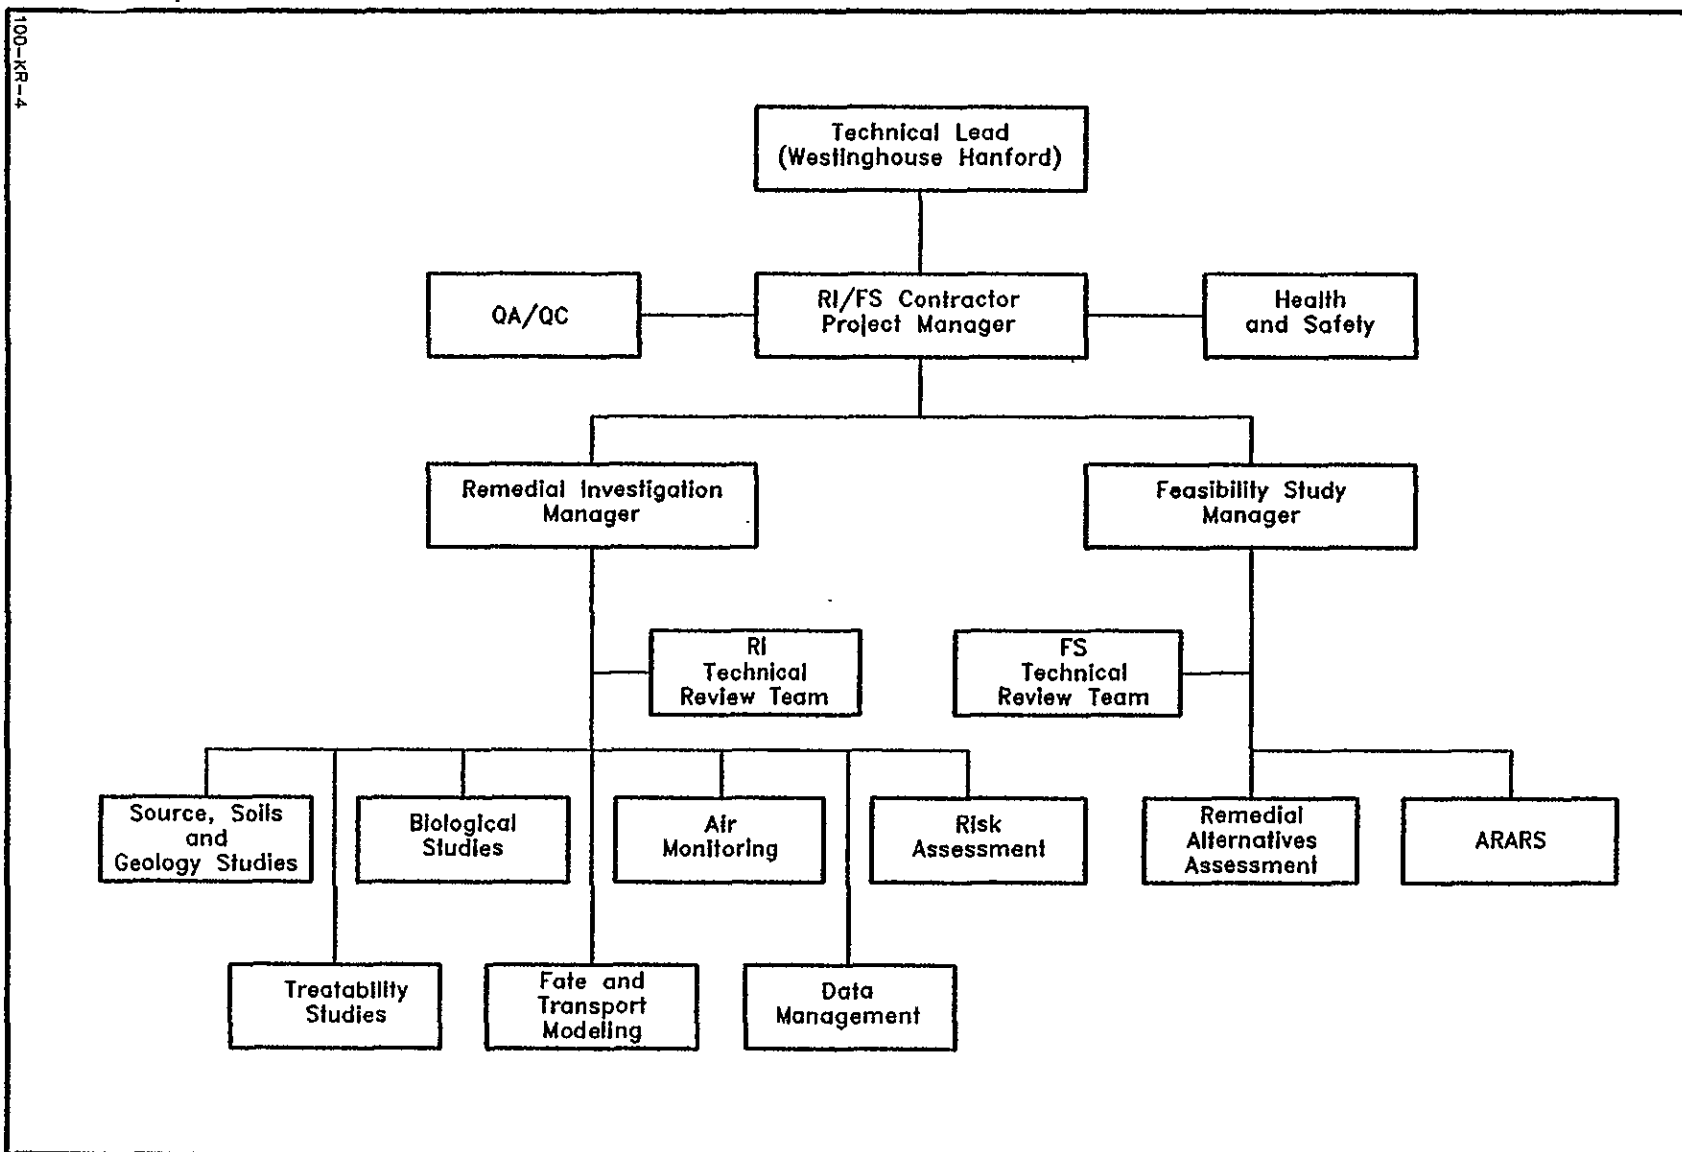 100-KR-4
Technical Lead
(Westinghouse Hanford)
QA/QC
RI/FS Contractor
Project Manager
Health
and Safety
Remedial Investigation
Manager
Feasibility Study
Manager
RI
Technical
Review Team
FS
Technical
Review Team
Source, Soils
and
Geology Studies
Biological
Studies
Air
Monitoring
Risk
Assessment
Remedial
Alternatives
Assessment
ARARS
Treatability
Studies
Fate and
Transport
Modeling
Data
Management